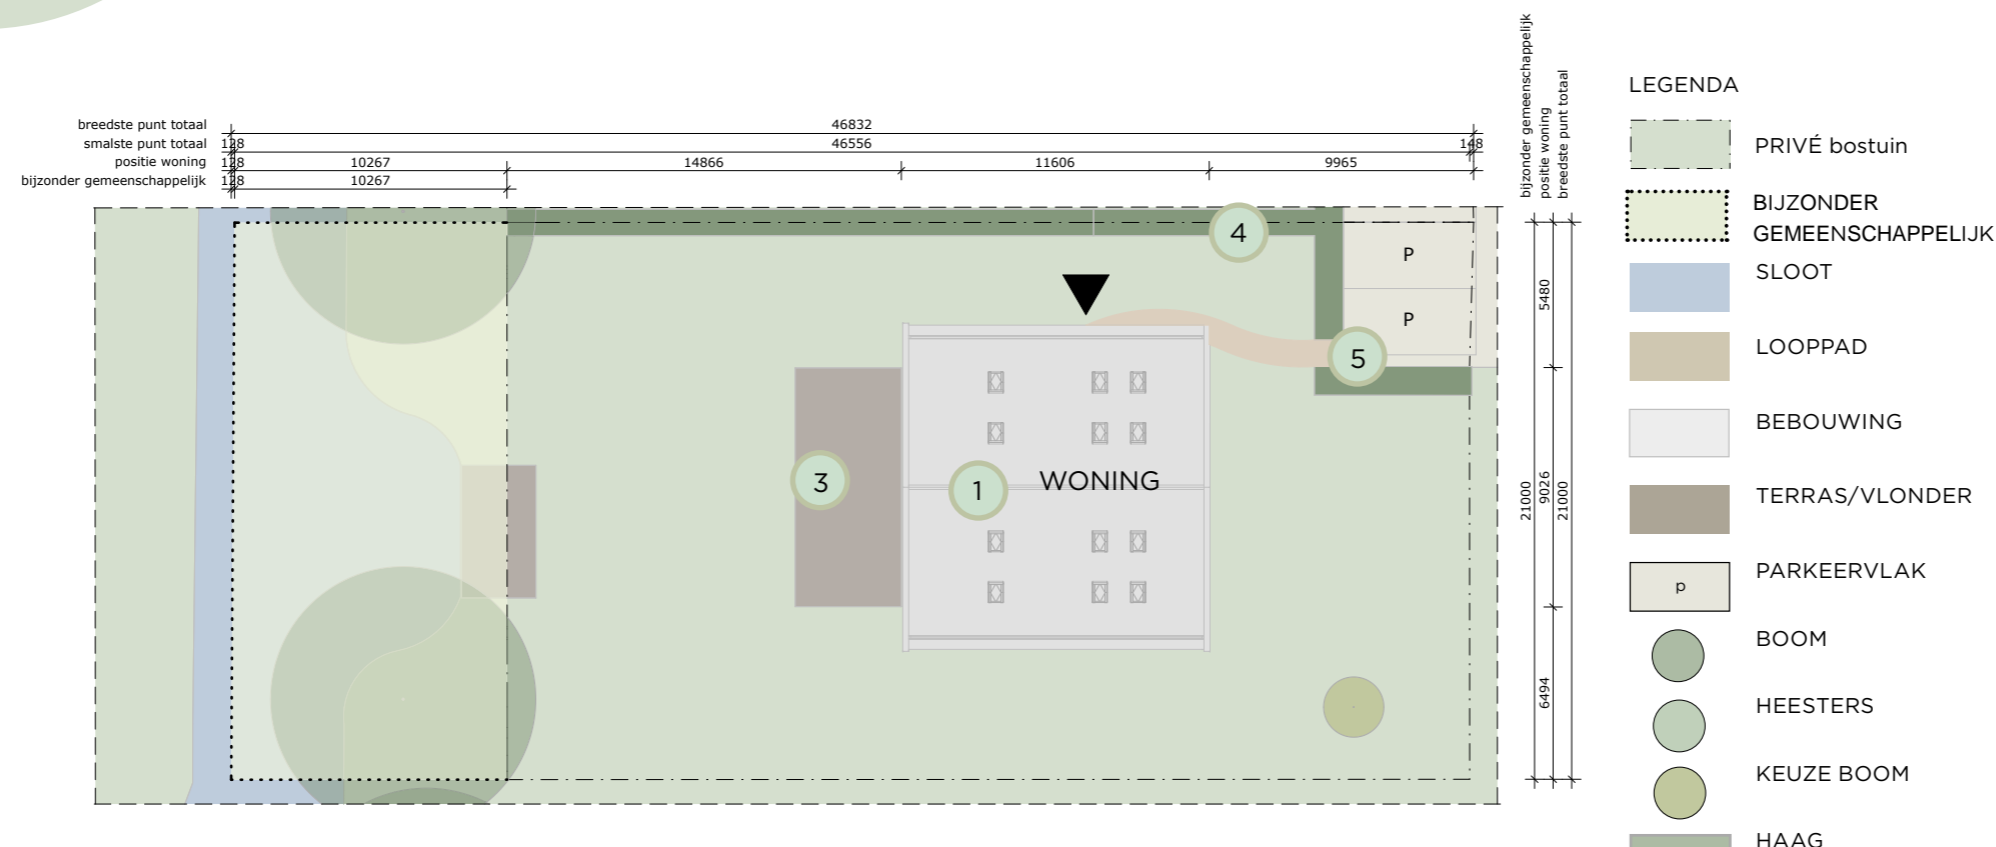 breedste punt totaal
46832
smalste punt totaal
128
46556
148
positie woning
128
10267
14866
11606
9965
bijzonder gemeenschappelijk
128
10267
bijzonder gemeenschappelijk
positie woning
breedste punt totaal
4
P
P
5
3
1
WONING
5480
21000
9026
21000
6494
LEGENDA
PRIVÉ bostuin
BIJZONDER
GEMEENSCHAPPELIJK
SLOOT
LOOPPAD
BEBOUWING
TERRAS/VLONDER
p
PARKEERVLAK
BOOM
HEESTERS
KEUZE BOOM
HAAG